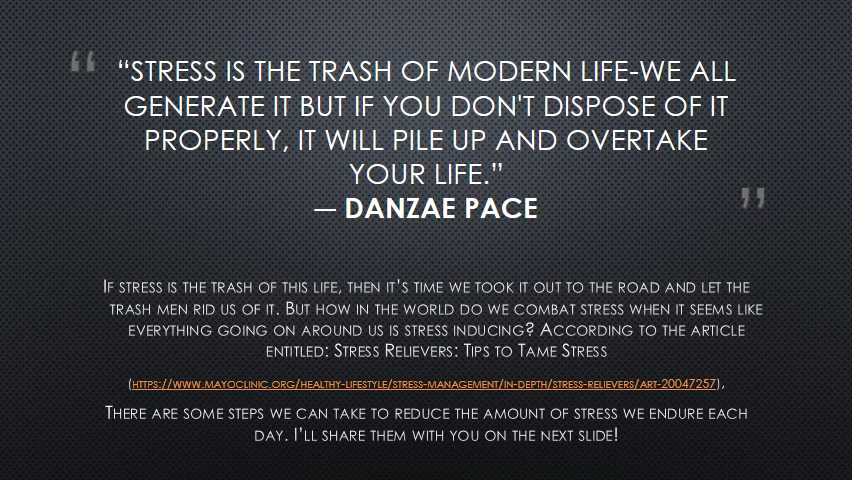 “STRESS IS THE TRASH OF MODERN LIFE-WE ALL
GENERATE IT BUT IF YOU DON'T DISPOSE OF IT
PROPERLY, IT WILL PILE UP AND OVERTAKE
YOUR LIFE.”
― DANZAE PACE
IF STRESS IS THE TRASH OF THIS LIFE, THEN IT’S TIME WE TOOK IT OUT TO THE ROAD AND LET THE
TRASH MEN RID US OF IT. BUT HOW IN THE WORLD DO WE COMBAT STRESS WHEN IT SEEMS LIKE
EVERYTHING GOING ON AROUND US IS STRESS INDUCING? ACCORDING TO THE ARTICLE
ENTITLED: STRESS RELIEVERS: TIPS TO TAME STRESS
(HTTPS://WWW.MAYOCLINIC.ORG/HEALTHY-LIFESTYLE/STRESS-MANAGEMENT/IN-DEPTH/STRESS-RELIEVERS/ART-20047257),
THERE ARE SOME STEPS WE CAN TAKE TO REDUCE THE AMOUNT OF STRESS WE ENDURE EACH
DAY. I’LL SHARE THEM WITH YOU ON THE NEXT SLIDE!